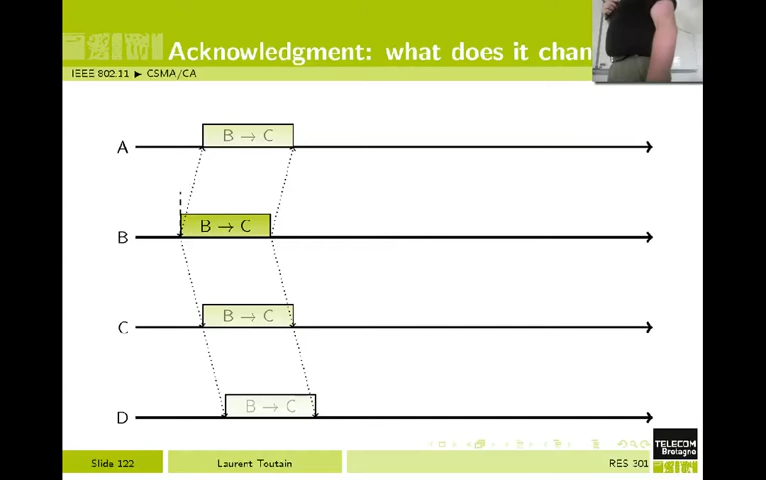 Acknowledgment: what does it chan
IEEE 802.11 ▶ CSMA/CA
A
B → C
B
B → C
C
B → C
D
B → C
TELECOM
Bretagne
Slide 122
Laurent Toutain
RES 301